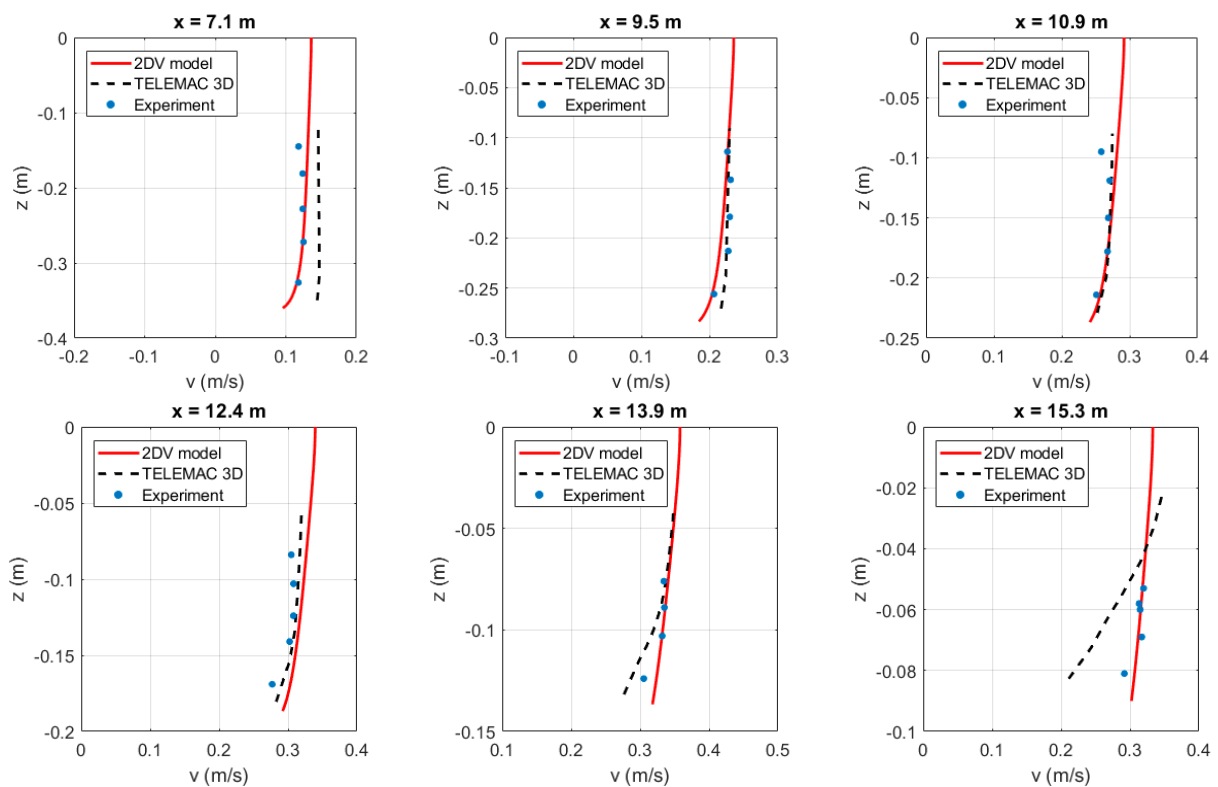 x = 7.1 m
0
-0.1
-0.2
-0.3
-0.4
z (m)
2DV model
TELEMAC 3D
Experiment
-0.2
-0.1
0
0.1
0.2
v (m/s)
x = 9.5 m
0
-0.05
-0.1
-0.15
-0.2
-0.25
-0.3
z (m)
2DV model
TELEMAC 3D
Experiment
-0.1
0
0.1
0.2
0.3
v (m/s)
x = 10.9 m
0
-0.05
-0.1
-0.15
-0.2
-0.25
z (m)
2DV model
TELEMAC 3D
Experiment
0
0.1
0.2
0.3
0.4
v (m/s)
x = 12.4 m
0
-0.05
-0.1
-0.15
-0.2
z (m)
2DV model
TELEMAC 3D
Experiment
0
0.1
0.2
0.3
0.4
v (m/s)
x = 13.9 m
0
-0.05
-0.1
-0.15
z (m)
2DV model
TELEMAC 3D
Experiment
0.1
0.2
0.3
0.4
0.5
v (m/s)
x = 15.3 m
0
-0.02
-0.04
-0.06
-0.08
-0.1
z (m)
2DV model
TELEMAC 3D
Experiment
0
0.1
0.2
0.3
0.4
v (m/s)